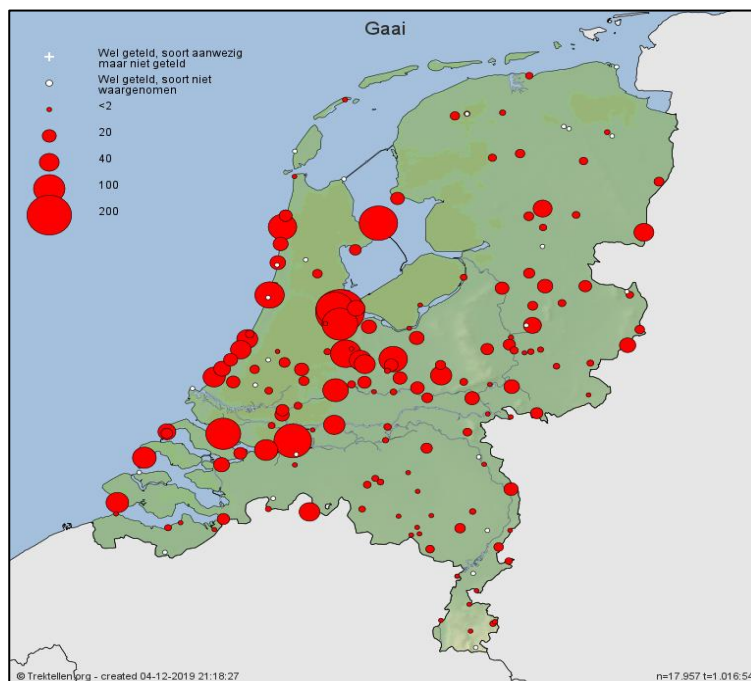 Gaai
Wel geteld, soort aanwezig
maar niet geteld
Wel geteld, soort niet
waargenomen
<2
20
40
100
200
© Trektellen.org - created 04-12-2019 21:18:27
n=17.957 t=1.016:54